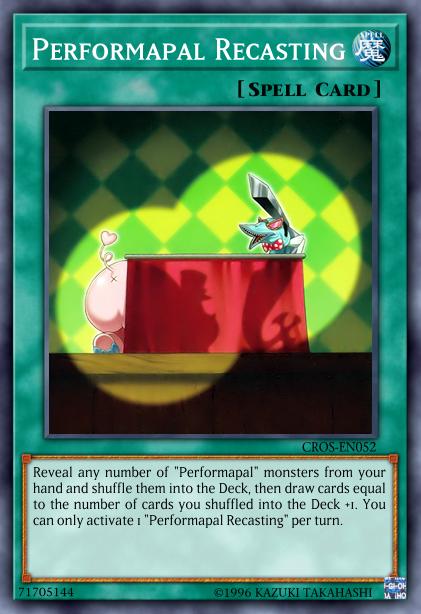 PERFORMAPAL RECASTING
SPELL
魔
[SPELL CARD]
CROS-EN052
Reveal any number of "Performapal" monsters from your
hand and shuffle them into the Deck, then draw cards equal
to the number of cards you shuffled into the Deck +1. You
can only activate 1 "Performapal Recasting" per turn.
71705144
©1996 KAZUKI TAKAHASHI